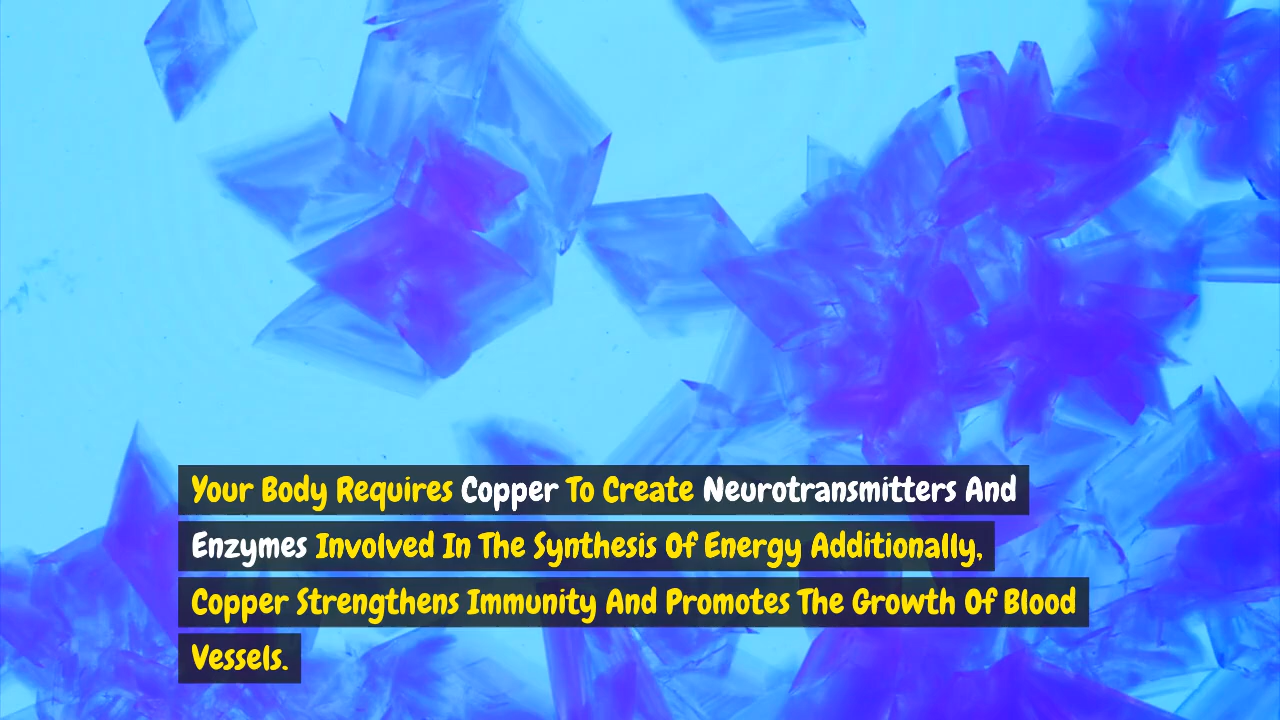 Your Body Requires Copper To Create Neurotransmitters And
Enzymes Involved In The Synthesis Of Energy Additionally,
Copper Strengthens Immunity And Promotes The Growth Of Blood
Vessels.